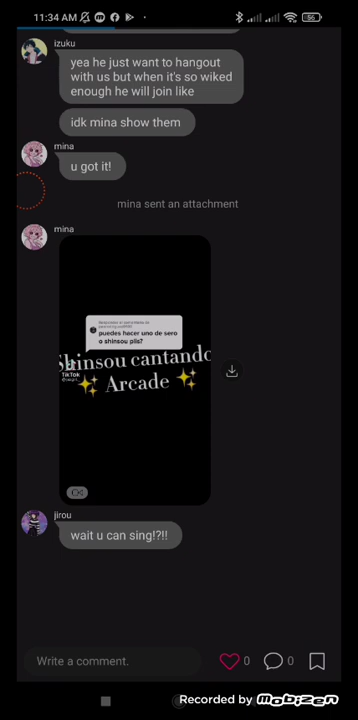 11:34 AM
56
izuku
yea he just want to hangout
with us but when it's so wiked
enough he will join like
idk mina show them
mina
u got it!
mina sent an attachment
mina
puedes hacer uno de sero
o shinsou plis?
Shinsou cantando
TikTok
✨ Arcade ✨
jirou
wait u can sing!?!!
Write a comment.
0
0
Recorded by Mobizen